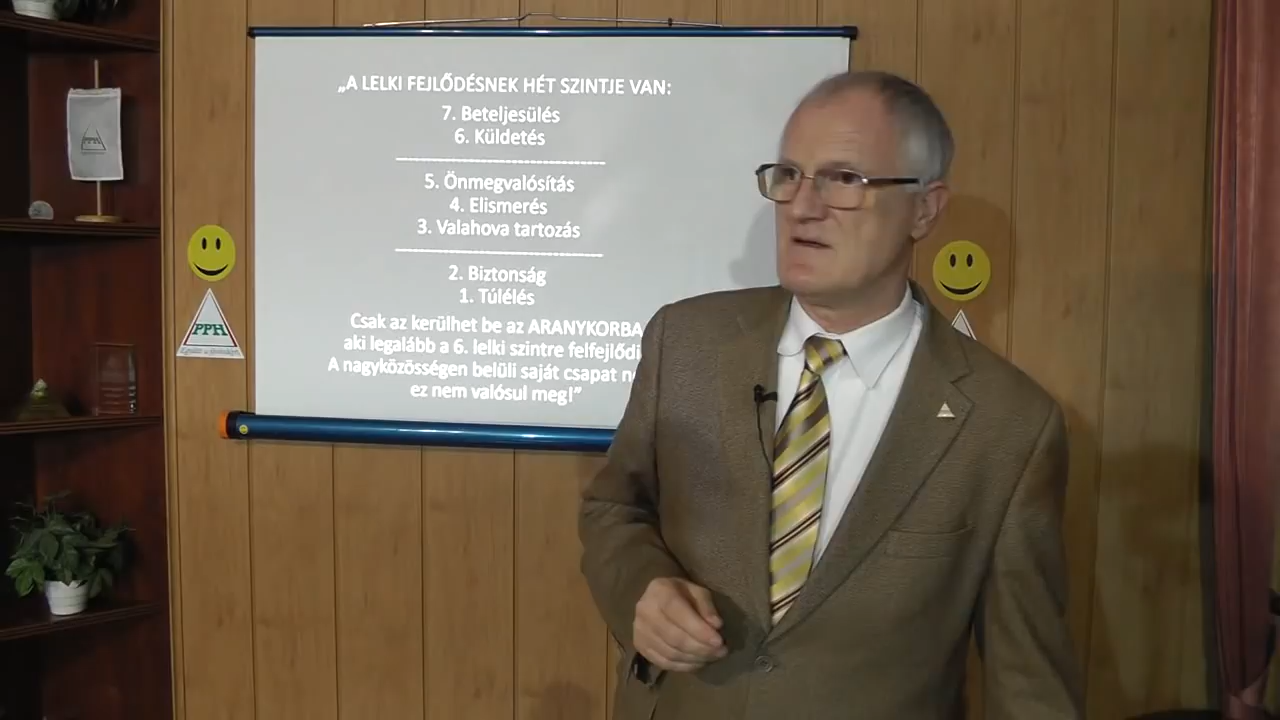 „A LELKI FEJLŐDÉSNEK HÉT SZINTJE VAN:
7. Beteljesülés
6. Küldetés
5. Önmegvalósítás
4. Elismerés
3. Valahova tartozás
2. Biztonság
1. Túlélés
Csak az kerülhet be az ARANYKORBA
aki legalább a 6. lelki szintre
A nagyközösségen belüli saját csapat
ez nem valósul meg!”
PPH
PPH